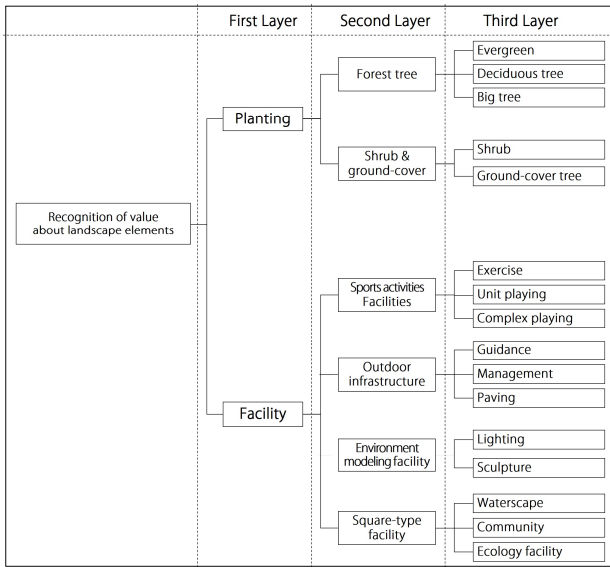 First Layer
Second Layer
Third Layer
Recognition of value
about landscape elements
Planting
Forest tree
Evergreen
Deciduous tree
Big tree
Shrub &
ground-cover
Shrub
Ground-cover tree
Facility
Sports activities
Facilities
Exercise
Unit playing
Complex playing
Outdoor
infrastructure
Guidance
Management
Paving
Environment
modeling facility
Lighting
Sculpture
Square-type
facility
Waterscape
Community
Ecology facility